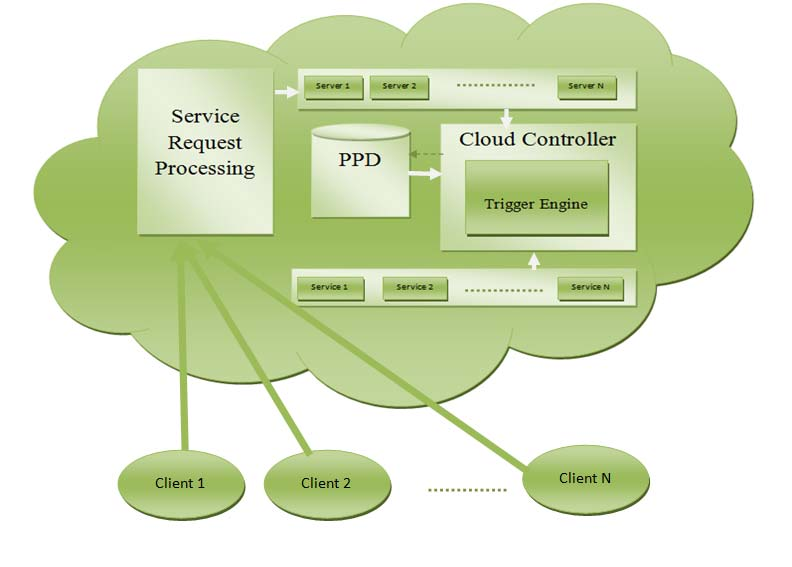 Service
Request
Processing
Server 1
Server 2
Server N
PPD
Cloud Controller
Trigger Engine
Service 1
Service 2
Service N
Client 1
Client 2
Client N